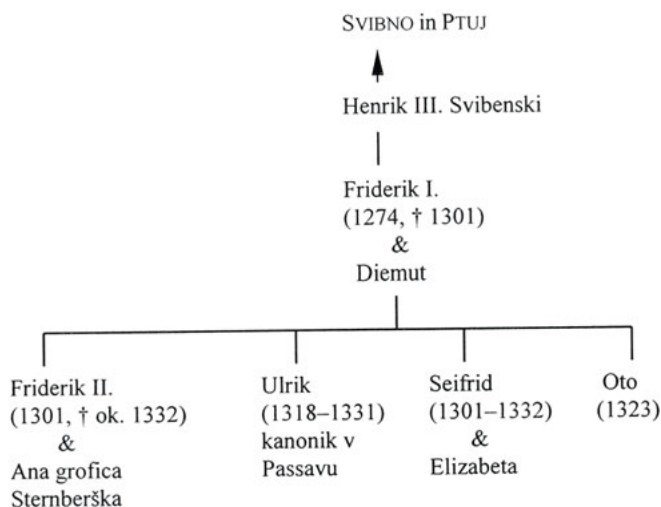 SVIBNO in PTUJ
Henrik III. Svibenski
Friderik I.
(1274, † 1301)
&
Diemut
Friderik II.
(1301, † ok. 1332)
&
Ana grofica
Sternberška
Ulrik
(1318–1331)
kanonik v
Passavu
Seifrid
(1301–1332)
&
Elizabeta
Oto
(1323)